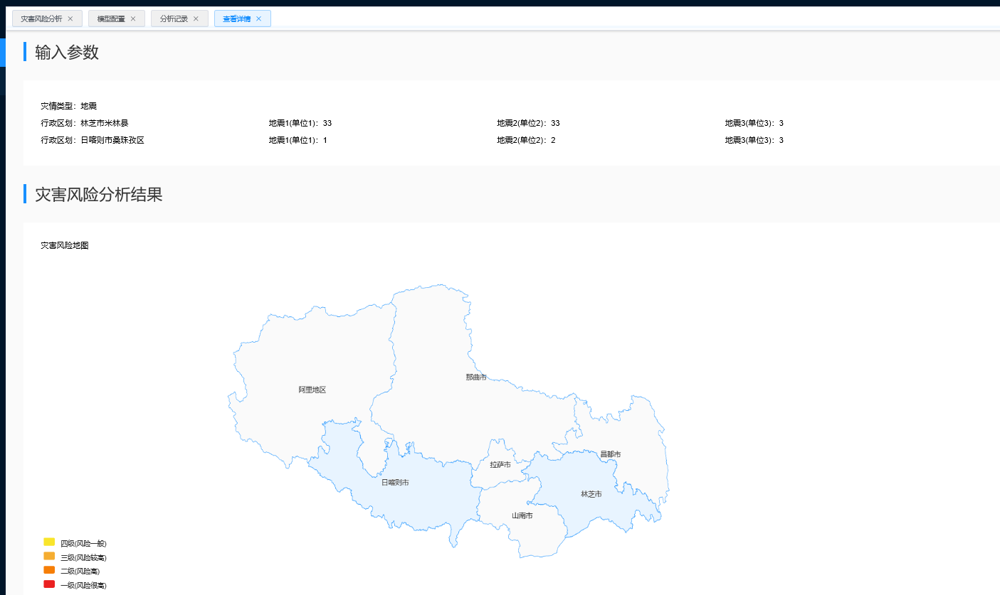 灾害风险分析 × 模型配置 × 分析记录 × 查看详情 ×
输入参数
灾情类型：地震
行政区划：林芝市米林县 地震1(单位1)：33 地震2(单位2)：33 地震3(单位3)：3
行政区划：日喀则市桑珠孜区 地震1(单位1)：1 地震2(单位2)：2 地震3(单位3)：3
灾害风险分析结果
灾害风险地图
那曲市
阿里地区
昌都市
拉萨市
日喀则市
林芝市
山南市
四级(风险一般)
三级(风险较高)
二级(风险高)
一级(风险很高)